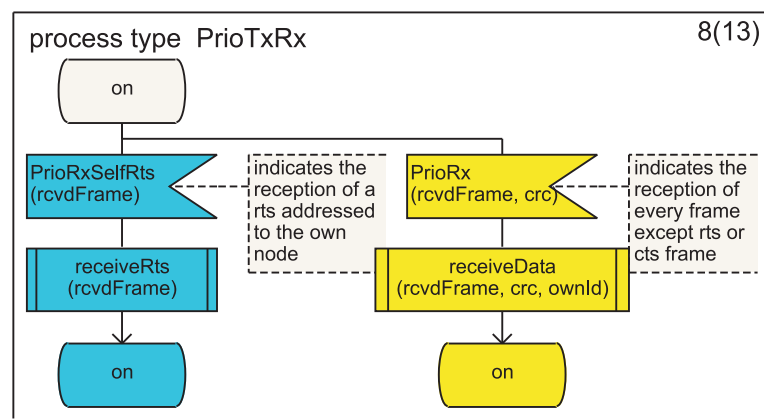 process type PrioTxRx
8(13)
on
PrioRxSelfRts
(rcvdFrame)
indicates the
reception of a
rts addressed
to the own
node
PrioRx
(rcvdFrame, crc)
indicates the
reception of
every frame
except rts or
cts frame
receiveRts
(rcvdFrame)
receiveData
(rcvdFrame, crc, ownId)
on
on